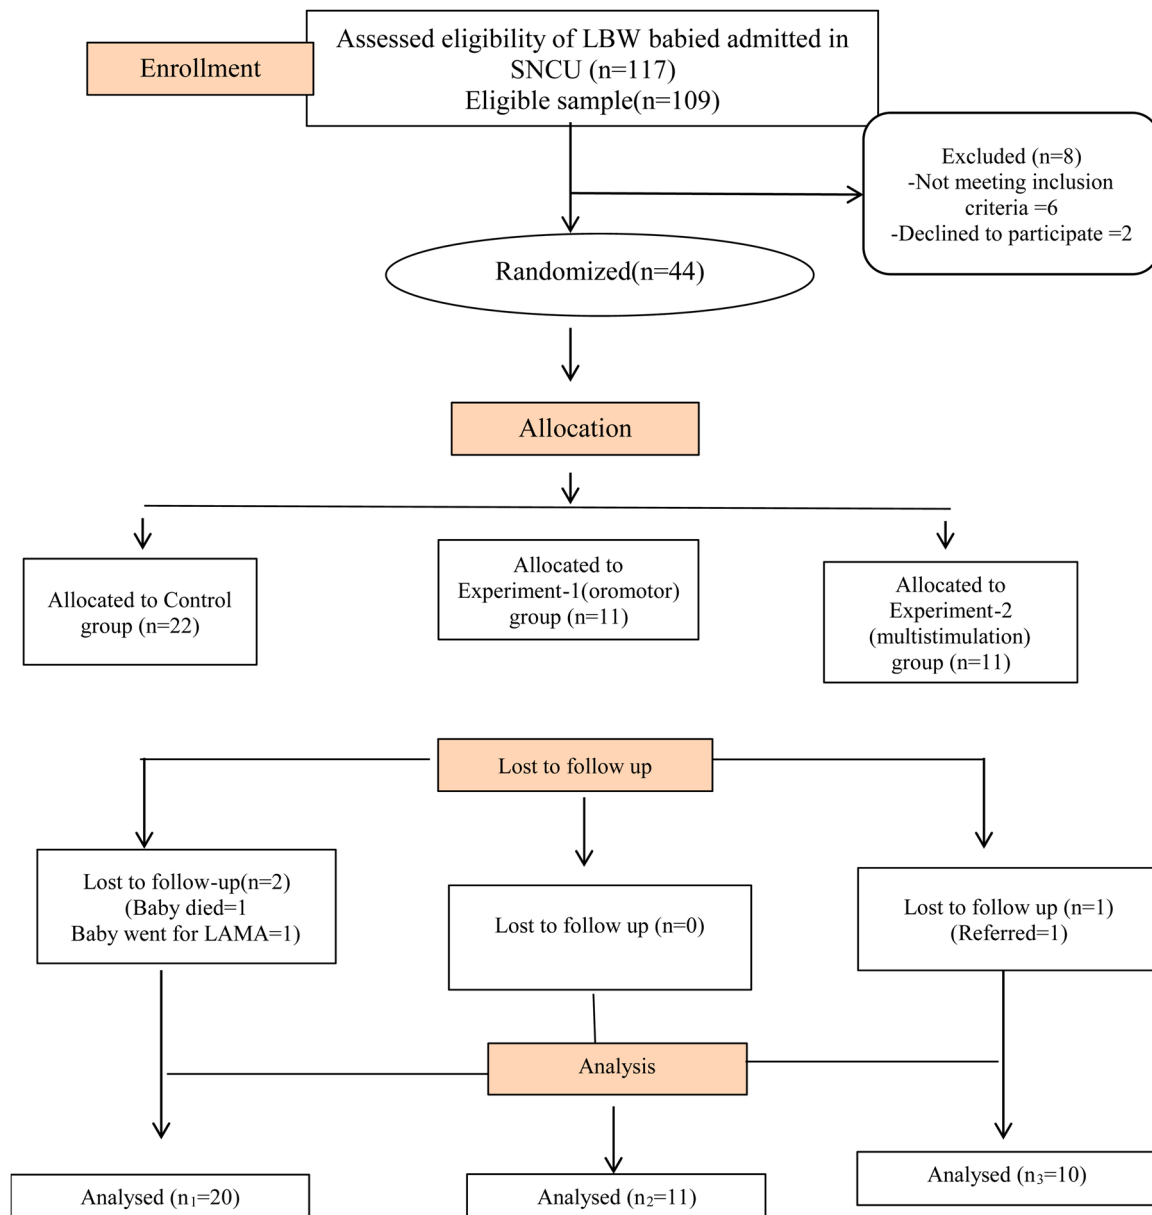 Enrollment
Assessed eligibility of LBW babied admitted in
SNCU (n=117)
Eligible sample(n=109)
Excluded (n=8)
-Not meeting inclusion
criteria =6
-Declined to participate =2
Randomized(n=44)
Allocation
Allocated to Control
group (n=22)
Allocated to
Experiment-1(oromotor)
group (n=11)
Allocated to
Experiment-2
(multistimulation)
group (n=11)
Lost to follow up
Lost to follow-up(n=2)
(Baby died=1
Baby went for LAMA=1)
Lost to follow up (n=0)
Lost to follow up (n=1)
(Referred=1)
Analysis
Analysed (n₁=20)
Analysed (n₂=11)
Analysed (n₃=10)